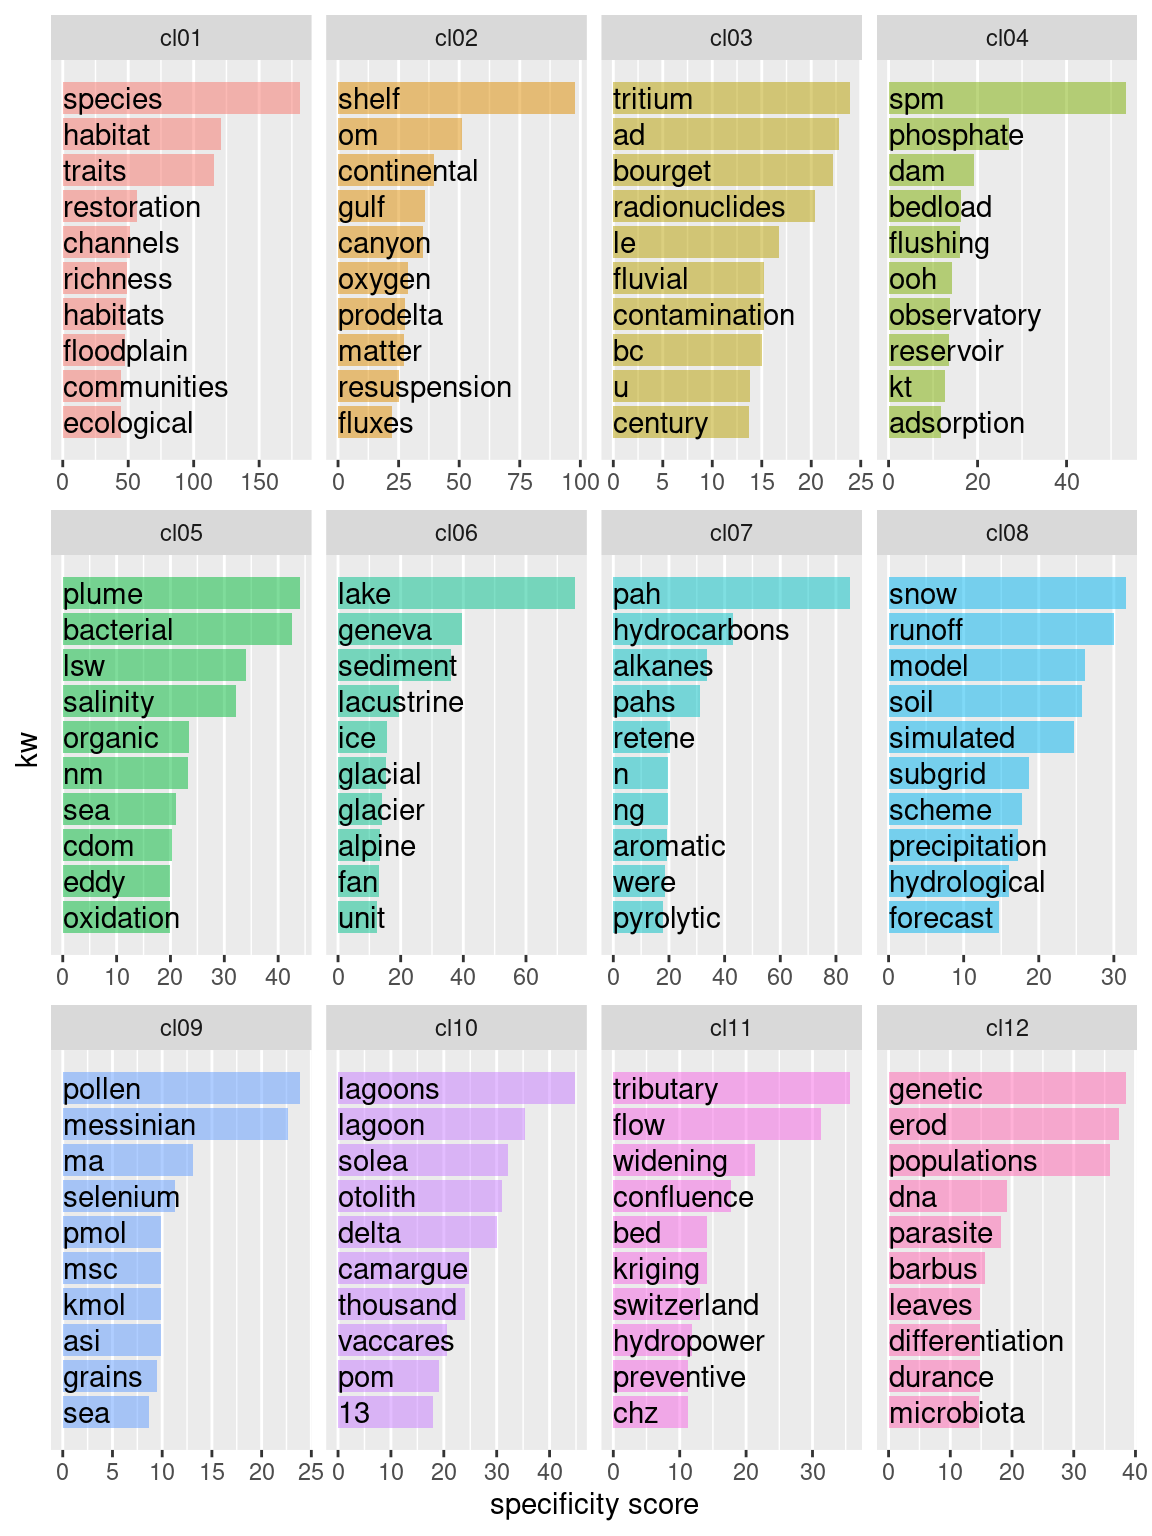 cl01 cl02 cl03 cl04
species shelf tritium spm
habitat om ad phosphate
traits continental bourget dam
restoration gulf radionuclides bedload
channels canyon le flushing
richness oxygen fluvial ooh
habitats prodelta contamination observatory
floodplain matter bc reservoir
communities resuspension u kt
ecological fluxes century adsorption
0 50 100 150 0 25 50 75 100 0 5 10 15 20 25 0 20 40
cl05 cl06 cl07 cl08
plume lake pah snow
bacterial geneva hydrocarbons runoff
lsw sediment alkanes model
salinity lacustrine pahs soil
organic ice retene simulated
nm glacial n subgrid
sea glacier ng scheme
cdom alpine aromatic precipitation
eddy fan were hydrological
oxidation unit pyrolytic forecast
0 10 20 30 40 0 20 40 60 0 20 40 60 80 0 10 20 30
kw
cl09 cl10 cl11 cl12
pollen lagoons tributary genetic
messinian lagoon flow erod
ma solea widening populations
selenium otolith confluence dna
pmol delta bed parasite
msc camargue kriging barbus
kmol thousand switzerland leaves
asi vaccares hydropower differentiation
grains pom preventive durance
sea 13 chz microbiota
0 5 10 15 20 25 0 10 20 30 40 0 10 20 30 0 10 20 30 40
specificity score